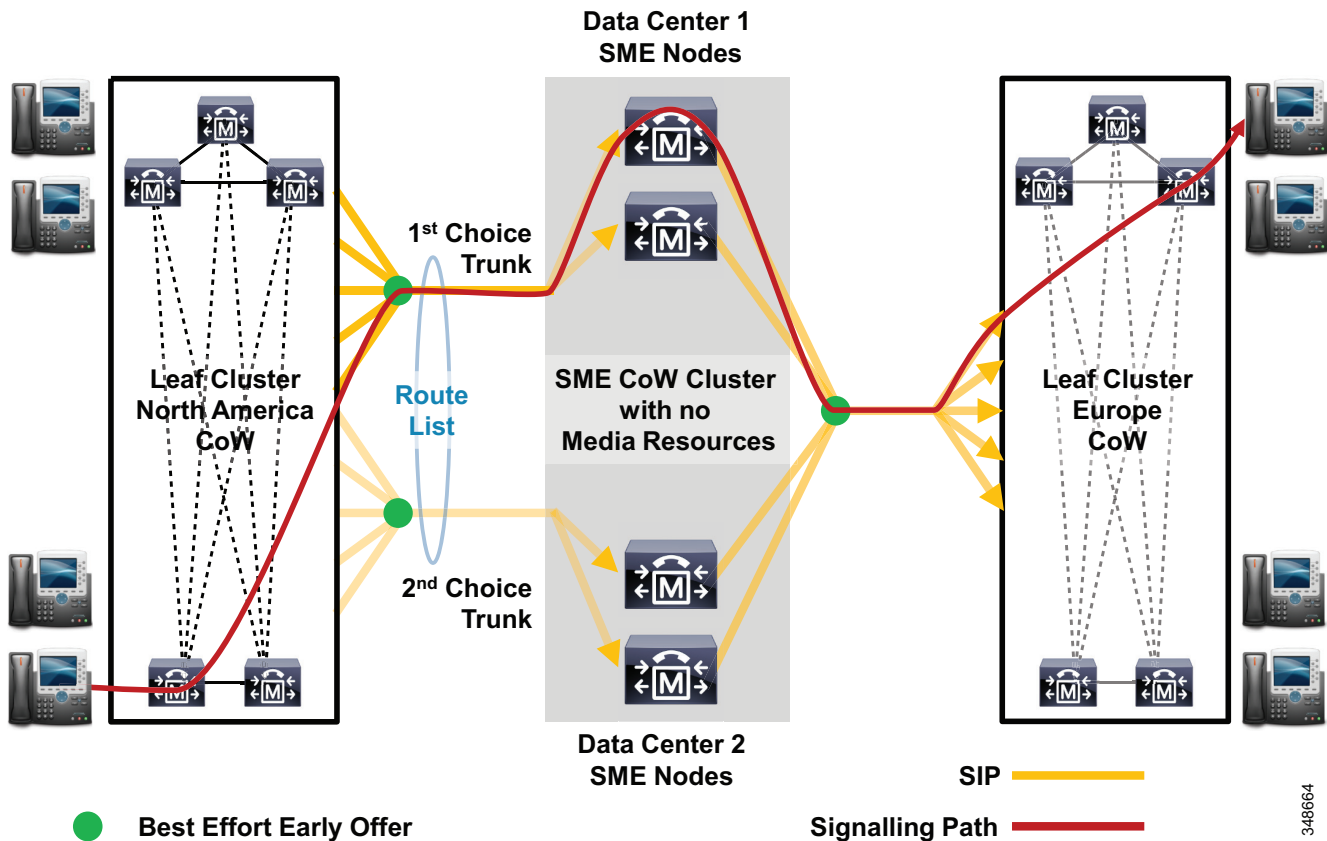 Data Center 1
SME Nodes
1st Choice
Trunk
Leaf Cluster
North America
CoW
Route
List
SME CoW Cluster
with no
Media Resources
Leaf Cluster
Europe
CoW
2nd Choice
Trunk
Data Center 2
SME Nodes
SIP
Best Effort Early Offer
Signalling Path
348664
M
M
M
M
M
M
M
M
M
M
M
M
M
M